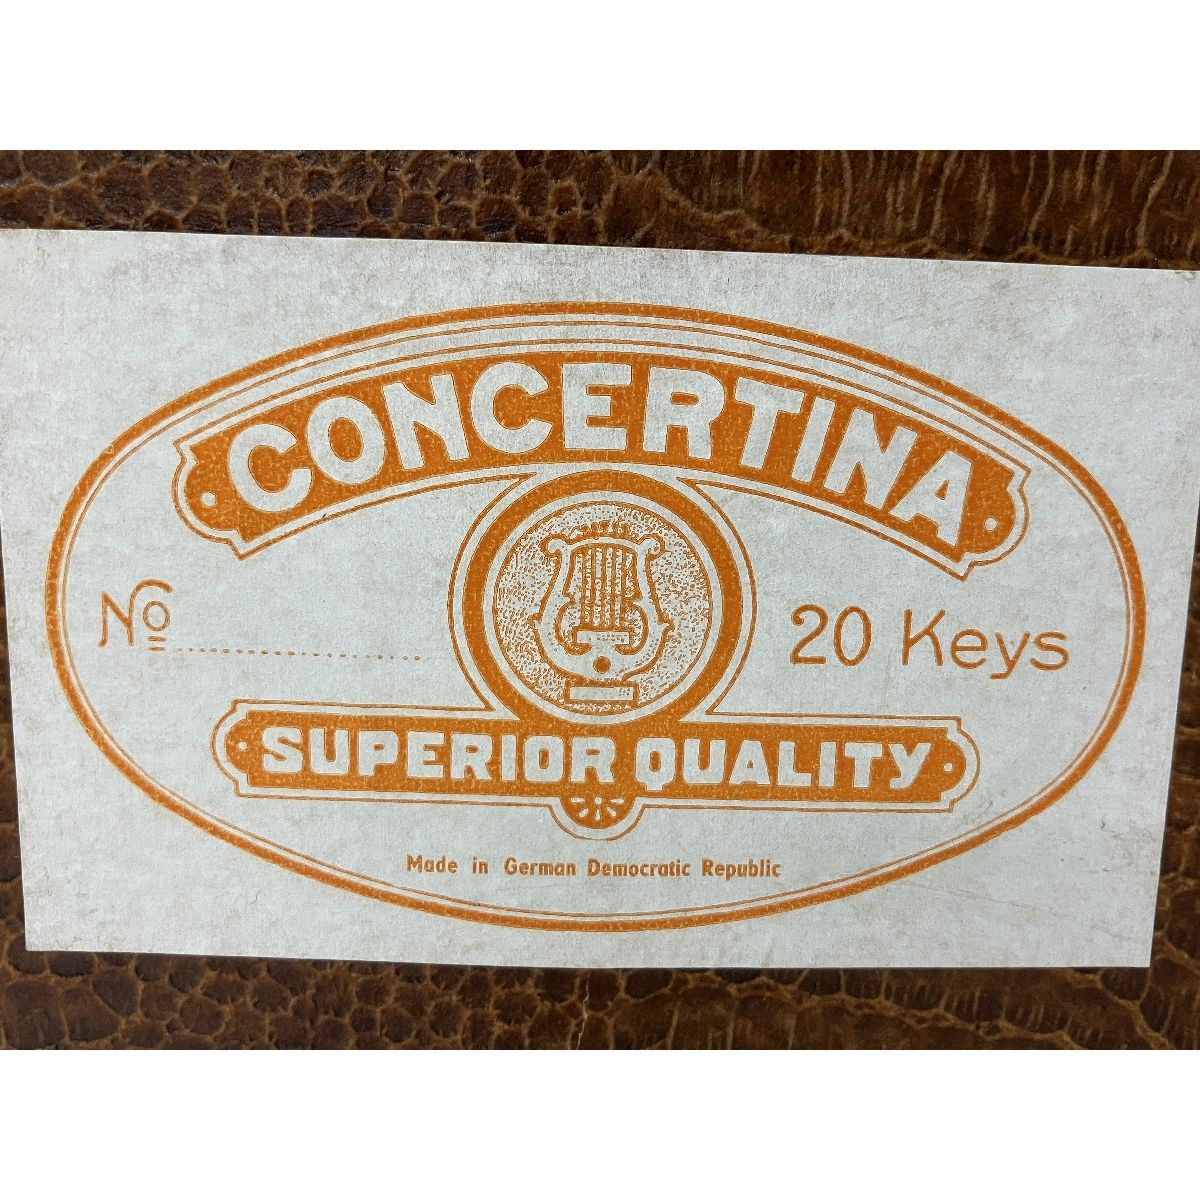 CONCERTINA
No
20 Keys
SUPERIOR QUALITY
Made in German Democratic Republic